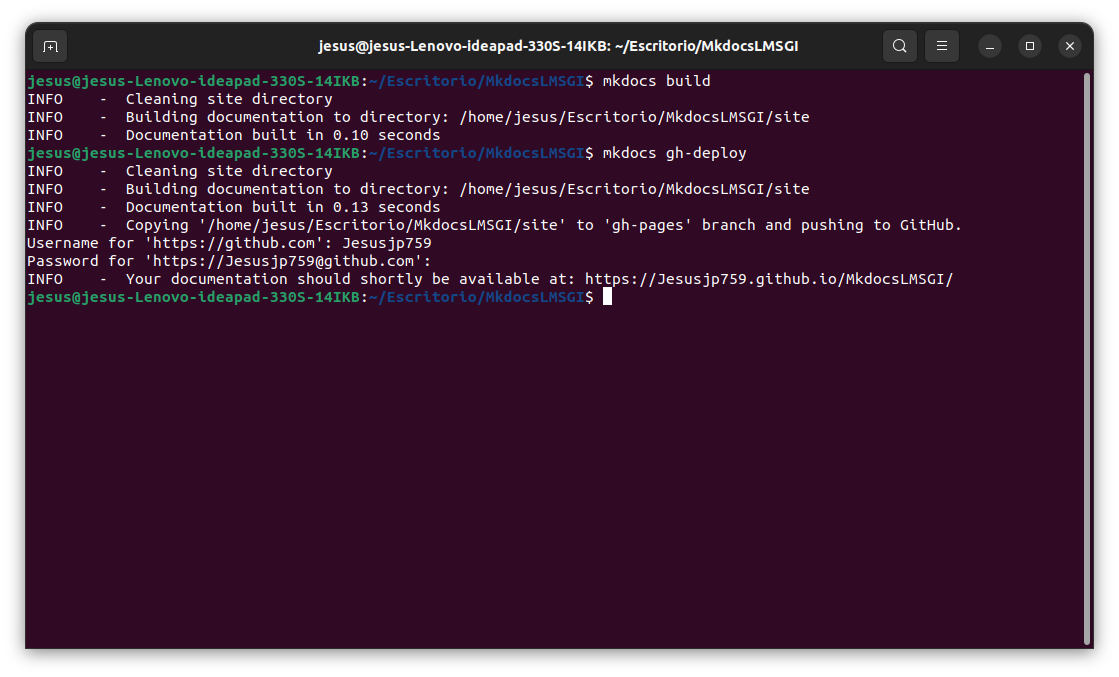 jesus@jesus-Lenovo-ideapad-330S-14IKB: ~/Escritorio/MkdocsLMSGI
jesus@jesus-Lenovo-ideapad-330S-14IKB:~/Escritorio/MkdocsLMSGI$ mkdocs build
INFO    -  Cleaning site directory
INFO    -  Building documentation to directory: /home/jesus/Escritorio/MkdocsLMSGI/site
INFO    -  Documentation built in 0.10 seconds
jesus@jesus-Lenovo-ideapad-330S-14IKB:~/Escritorio/MkdocsLMSGI$ mkdocs gh-deploy
INFO    -  Cleaning site directory
INFO    -  Building documentation to directory: /home/jesus/Escritorio/MkdocsLMSGI/site
INFO    -  Documentation built in 0.13 seconds
INFO    -  Copying '/home/jesus/Escritorio/MkdocsLMSGI/site' to 'gh-pages' branch and pushing to GitHub.
Username for 'https://github.com': Jesusjp759
Password for 'https://Jesusjp759@github.com':
INFO    -  Your documentation should shortly be available at: https://Jesusjp759.github.io/MkdocsLMSGI/
jesus@jesus-Lenovo-ideapad-330S-14IKB:~/Escritorio/MkdocsLMSGI$